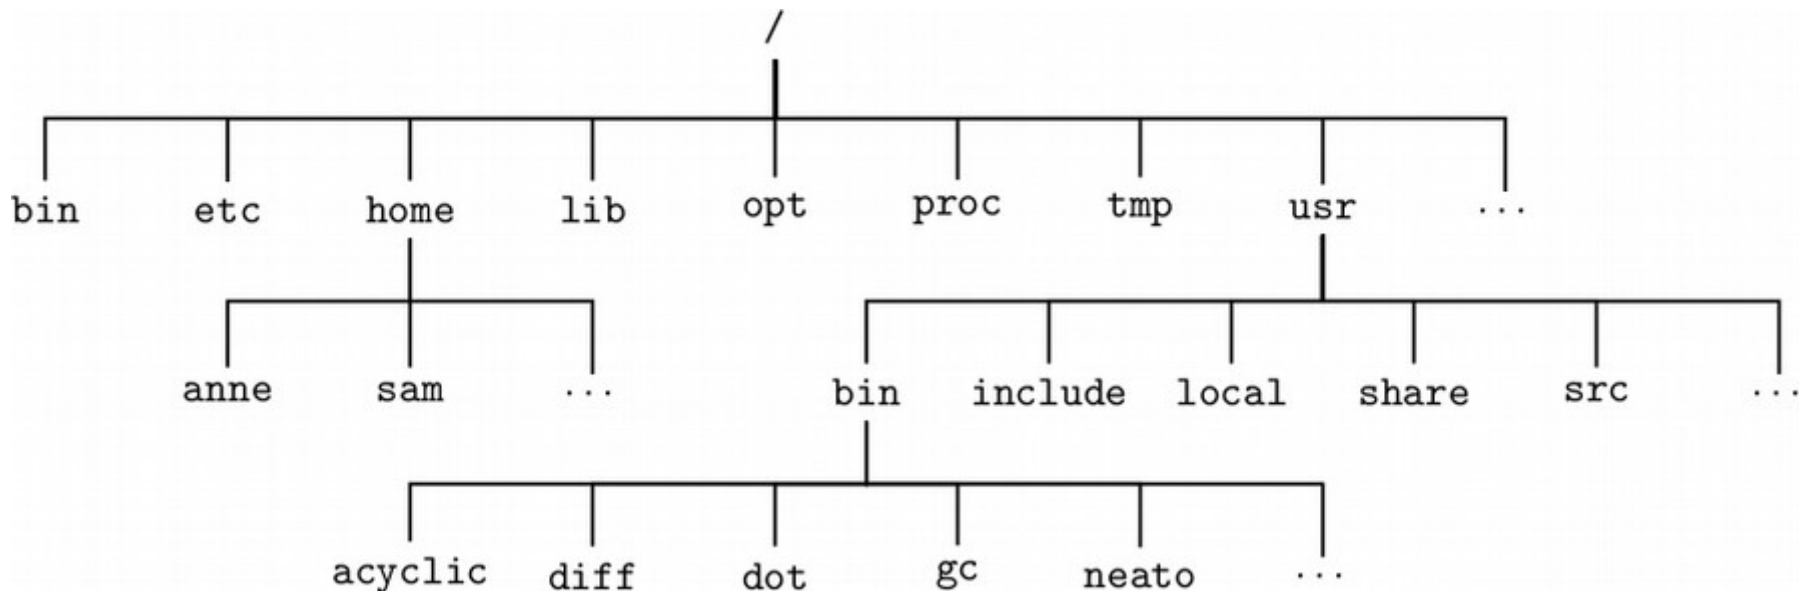 /
bin etc home lib opt proc tmp usr ...
anne sam ... bin include local share src ...
acyclic diff dot gc neato ...